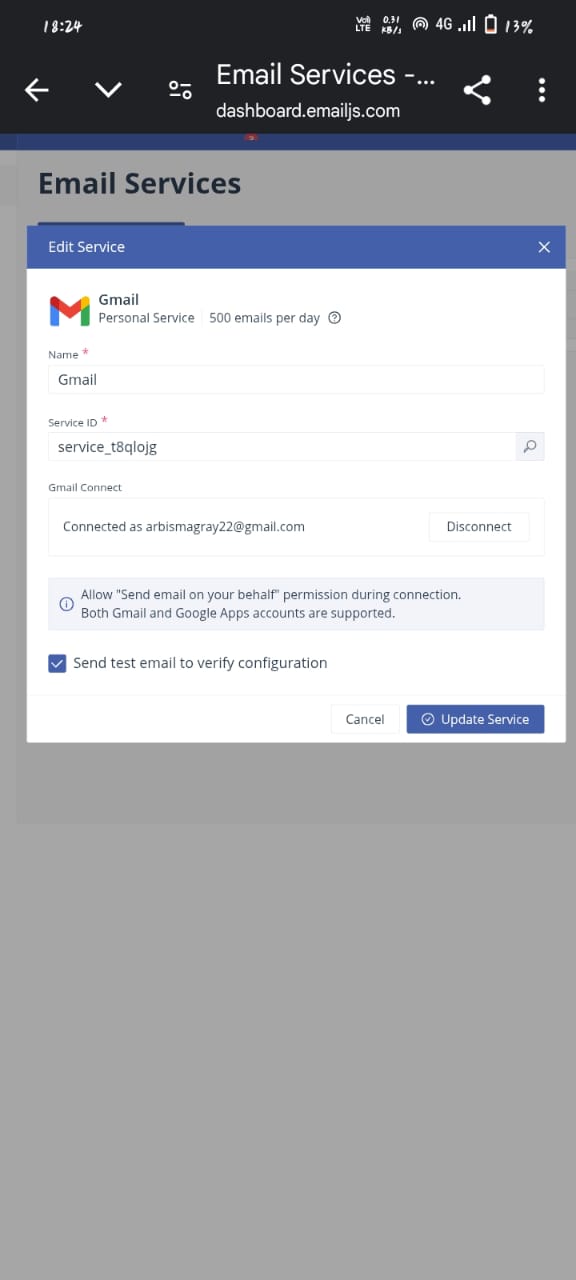 18:24
Vo) LTE 0.31 KB/s 4G 13%
Email Services -...
dashboard.emailjs.com
Email Services
Edit Service
Gmail
Personal Service 500 emails per day
Name *
Gmail
Service ID *
service_t8qlojg
Gmail Connect
Connected as arbismagray22@gmail.com
Disconnect
Allow "Send email on your behalf" permission during connection.
Both Gmail and Google Apps accounts are supported.
Send test email to verify configuration
Cancel
Update Service